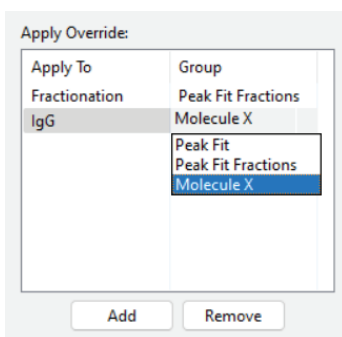 Apply Override:
Apply To Group
Fractionation Peak Fit Fractions
IgG Molecule X
Peak Fit
Peak Fit Fractions
Molecule X
Add Remove